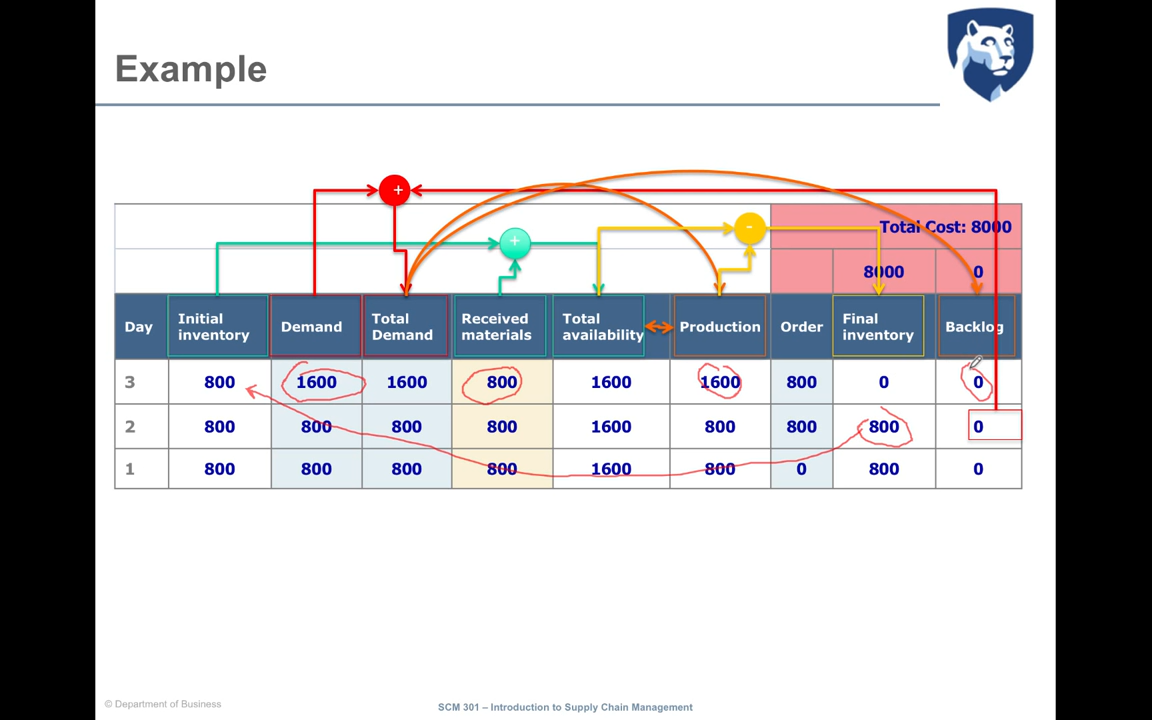 Example
+
+
-
Total Cost: 8000
8000 0
Day Initial inventory Demand Total Demand Received materials Total availability Production Order Final inventory Backlog
3 800 1600 1600 800 1600 1600 800 0 0
2 800 800 800 800 1600 800 800 800 0
1 800 800 800 800 1600 800 0 800 0
© Department of Business
SCM 301 – Introduction to Supply Chain Management